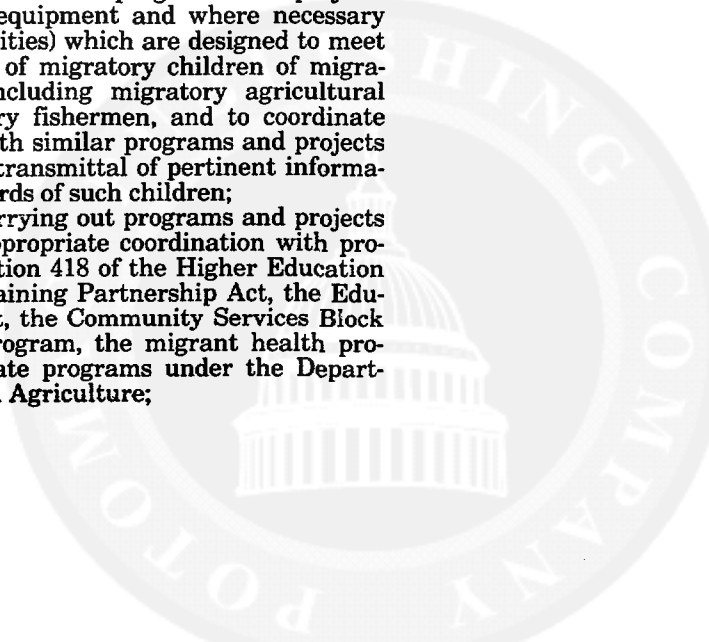 equipment and where necessary
ities) which are designed to meet
of migratory children of migra-
ncluding migratory agricultural
ry fishermen, and to coordinate
th similar programs and projects
transmittal of pertinent informa-
rds of such children;
rrying out programs and projects
ppropriate coordination with pro-
tion 418 of the Higher Education
aining Partnership Act, the Edu-
t, the Community Services Block
rogram, the migrant health pro-
ate programs under the Depart-
Agriculture;
HING COMPANY
POTOM